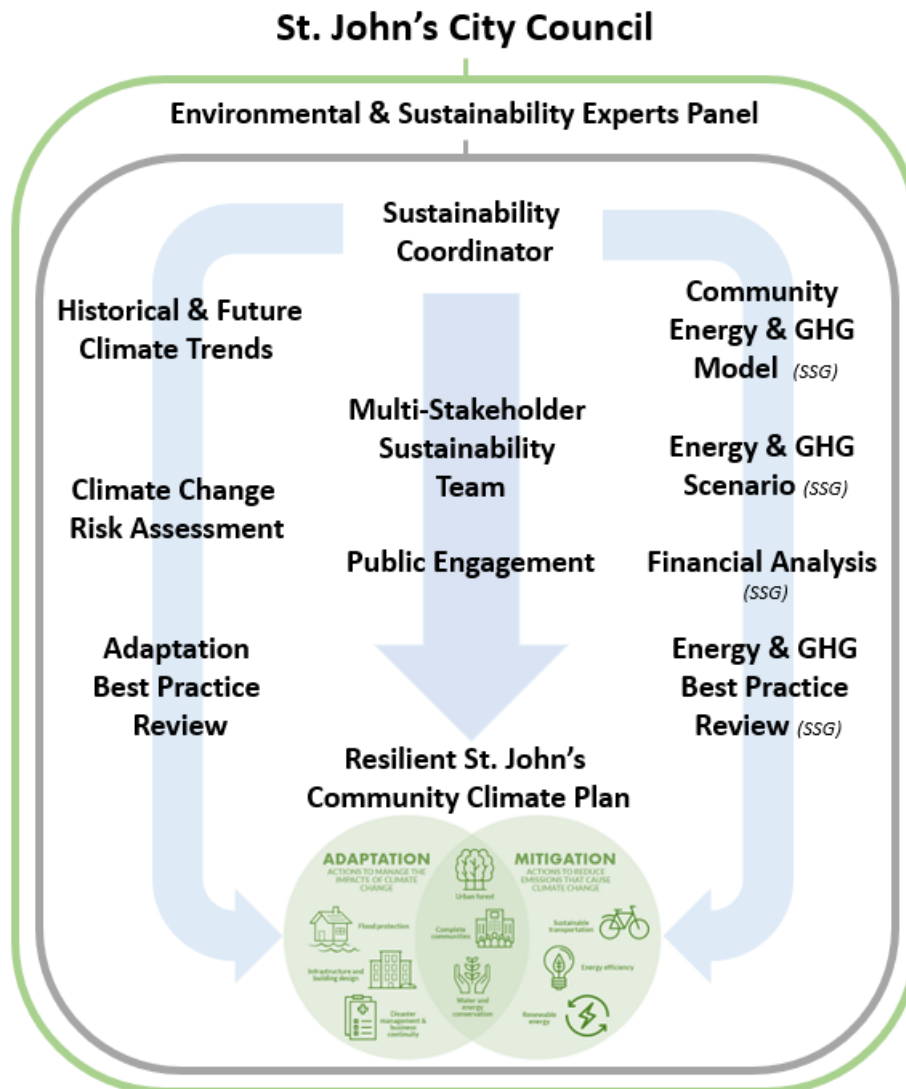 St. John's City Council
Environmental & Sustainability Experts Panel
Sustainability
Coordinator
Historical & Future
Climate Trends
Climate Change
Risk Assessment
Adaptation
Best Practice
Review
Multi-Stakeholder
Sustainability
Team
Public Engagement
Community
Energy & GHG
Model (SSG)
Energy & GHG
Scenario (SSG)
Financial Analysis
(SSG)
Energy & GHG
Best Practice
Review (SSG)
Resilient St. John's
Community Climate Plan
ADAPTATION
ACTIONS TO MANAGE THE
IMPACTS OF CLIMATE
CHANGE
Flood protection
Infrastructure and
building design
Disaster
management &
business
continuity
Urban forest
Complete
communities
Water and
energy
conservation
MITIGATION
ACTIONS TO REDUCE
EMISSIONS THAT CAUSE
CLIMATE CHANGE
Sustainable
transportation
Energy efficiency
Renewable
energy